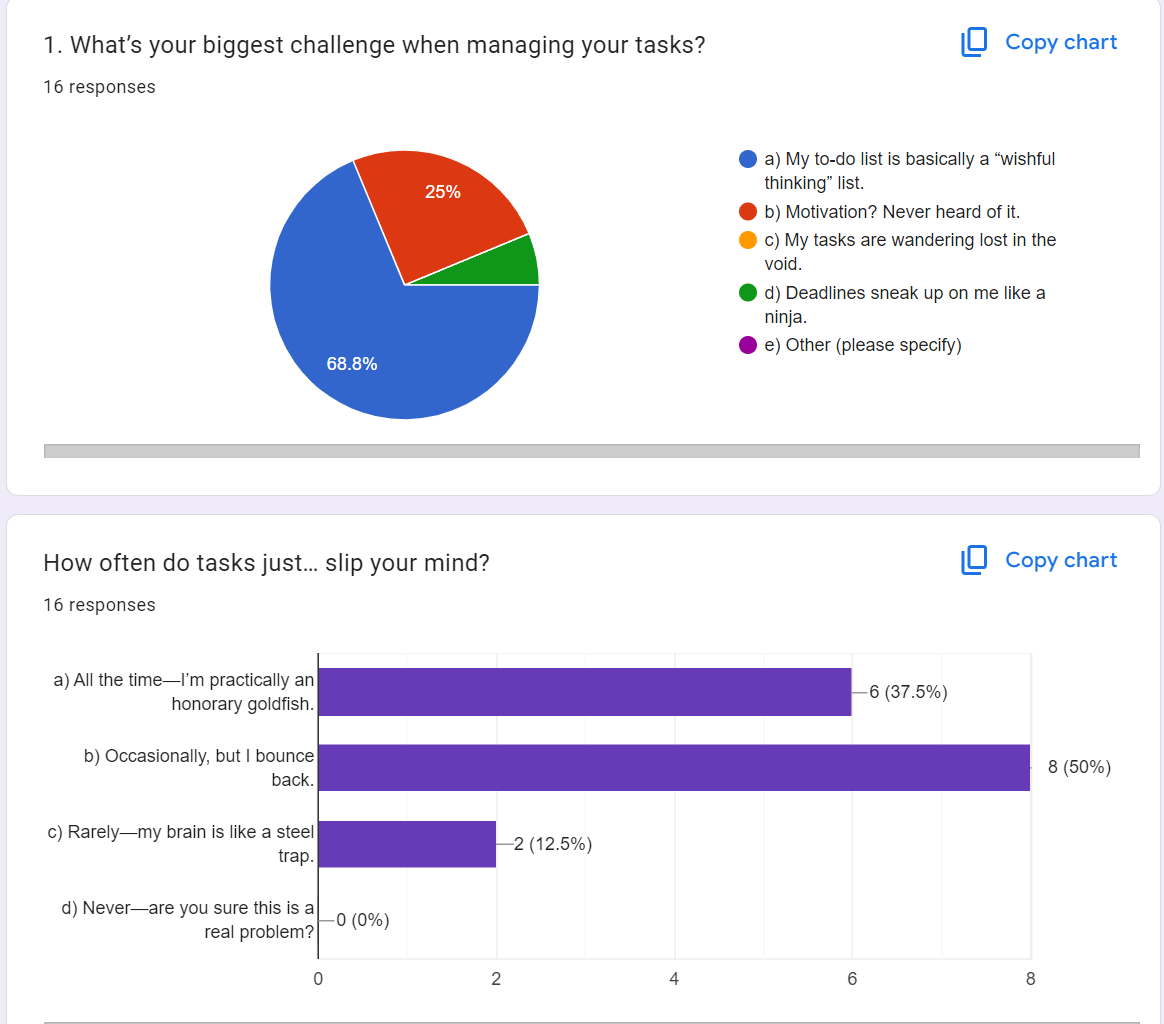 1. What’s your biggest challenge when managing your tasks?
Copy chart
16 responses
25%
68.8%
a) My to-do list is basically a “wishful
thinking” list.
b) Motivation? Never heard of it.
c) My tasks are wandering lost in the
void.
d) Deadlines sneak up on me like a
ninja.
e) Other (please specify)
How often do tasks just… slip your mind?
Copy chart
16 responses
a) All the time—I’m practically an
honorary goldfish.
6 (37.5%)
b) Occasionally, but I bounce
back.
8 (50%)
c) Rarely—my brain is like a steel
trap.
2 (12.5%)
d) Never—are you sure this is a
real problem?
0 (0%)
0 2 4 6 8